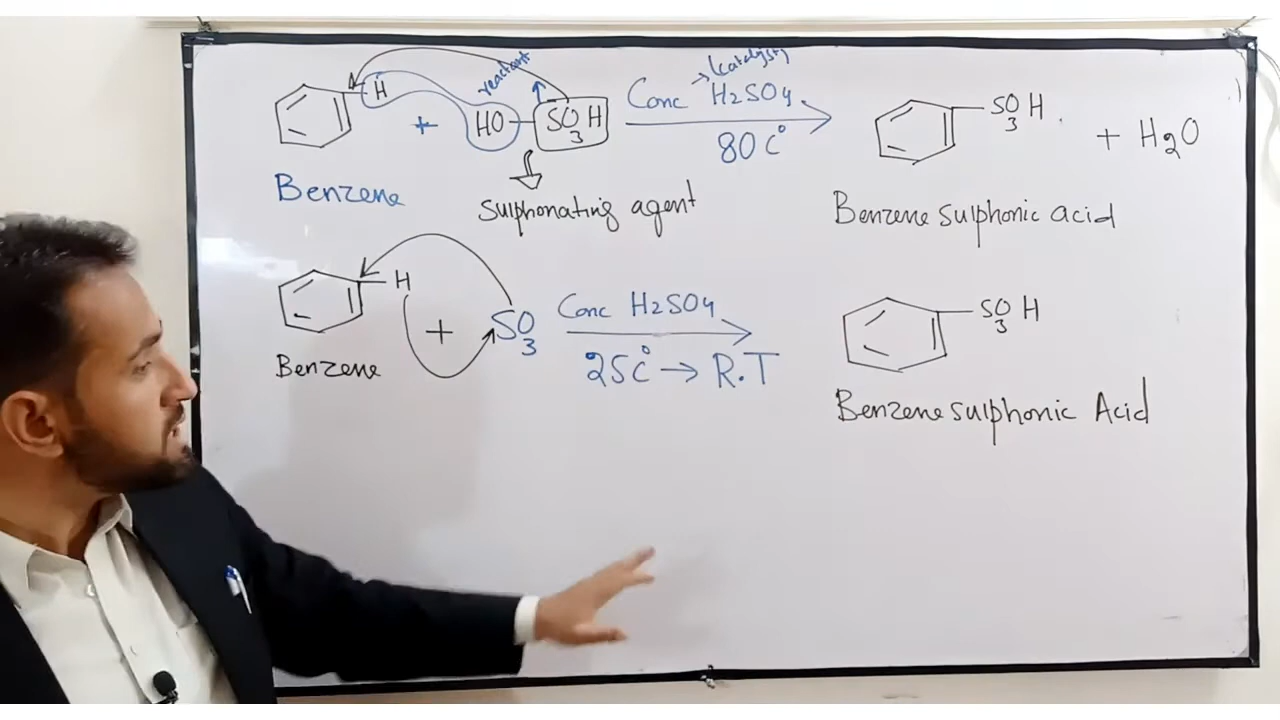 reactant → (catalyst)
H + HO - SO3H Conc H2SO4 SO3H + H2O
80 C°
Benzene Sulphonating agent Benzene Sulphonic acid
H + SO3 Conc H2SO4 SO3H
25 C° → R.T
Benzene Benzene sulphonic Acid